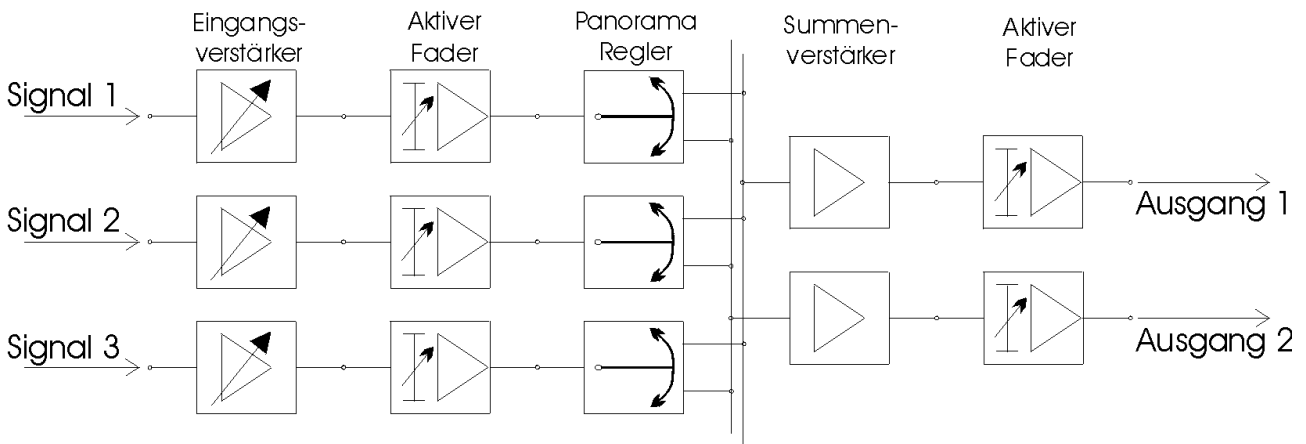 Eingangs-
verstärker
Aktiver
Fader
Panorama
Regler
Summen-
verstärker
Aktiver
Fader
Signal 1
Signal 2
Signal 3
Ausgang 1
Ausgang 2